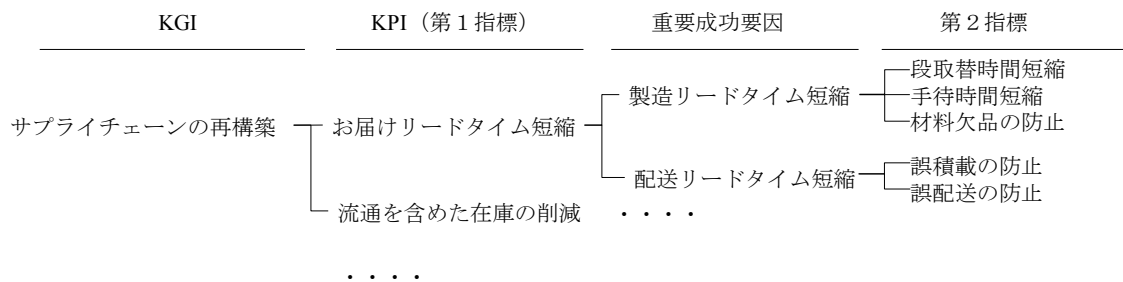 KGI KPI（第１指標） 重要成功要因 第２指標
段取替時間短縮
製造リードタイム短縮 手待時間短縮
サプライチェーンの再構築 お届けリードタイム短縮 材料欠品の防止
配送リードタイム短縮 誤積載の防止
誤配送の防止
流通を含めた在庫の削減 ・・・・
・・・・